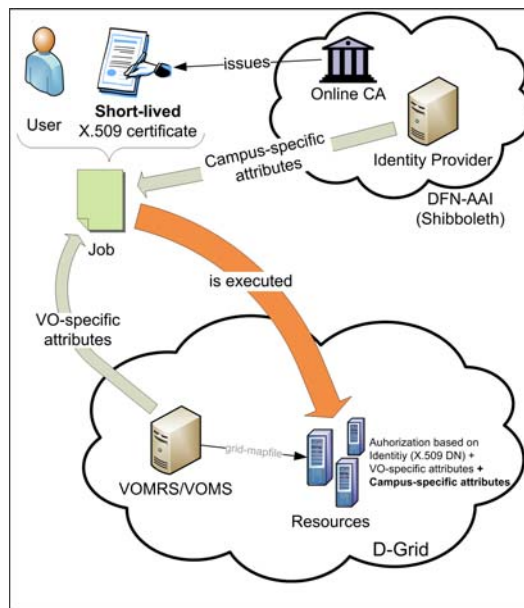 issues
Online CA
User
Short-lived
X.509 certificate
Campus-specific
attributes
Identity Provider
DFN-AAI
(Shibboleth)
Job
is executed
VO-specific
attributes
VOMRS/VOMS
grid-mapfile
Auhorization based on
Identitiy (X.509 DN) +
VO-specific attributes +
Campus-specific attributes
Resources
D-Grid